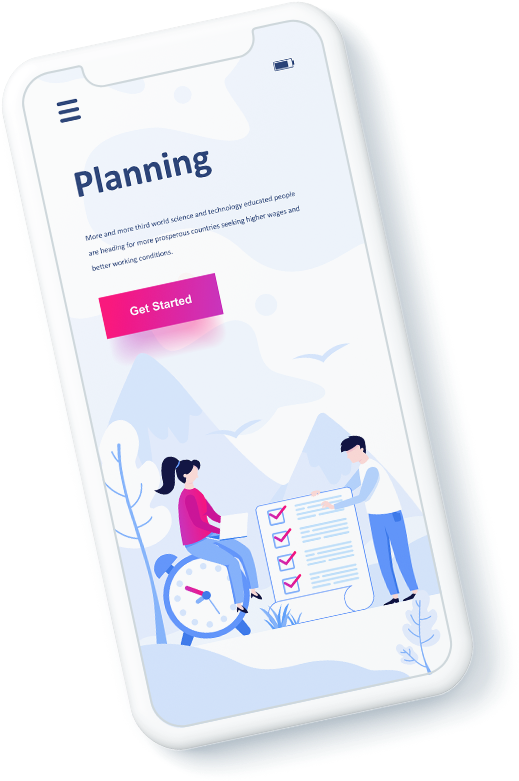 Planning
More and more third world science and technology educated people
are heading for more prosperous countries seeking higher wages and
better working conditions.
Get Started